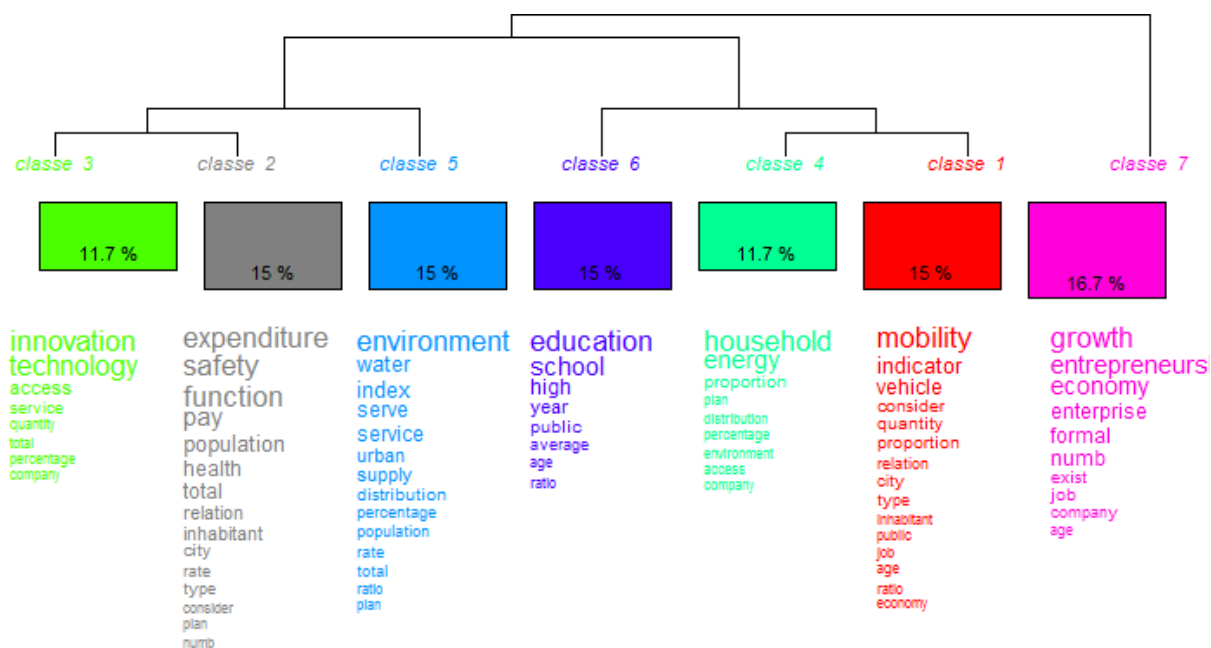 classe 3
classe 2
classe 5
classe 6
classe 4
classe 1
classe 7
11.7 %
15 %
15 %
15 %
11.7 %
15 %
16.7 %
innovation
technology
access
service
quantity
total
percentage
company
expenditure
safety
function
pay
population
health
total
relation
inhabitant
city
rate
type
consider
plan
numb
environment
water
index
serve
service
urban
supply
distribution
percentage
population
rate
total
ratio
plan
education
school
high
year
public
average
age
ratio
household
energy
proportion
plan
distribution
percentage
environment
access
company
mobility
indicator
vehicle
consider
quantity
proportion
relation
city
type
inhabitant
public
job
age
ratio
economy
growth
entrepreneurs
economy
enterprise
formal
numb
exist
job
company
age